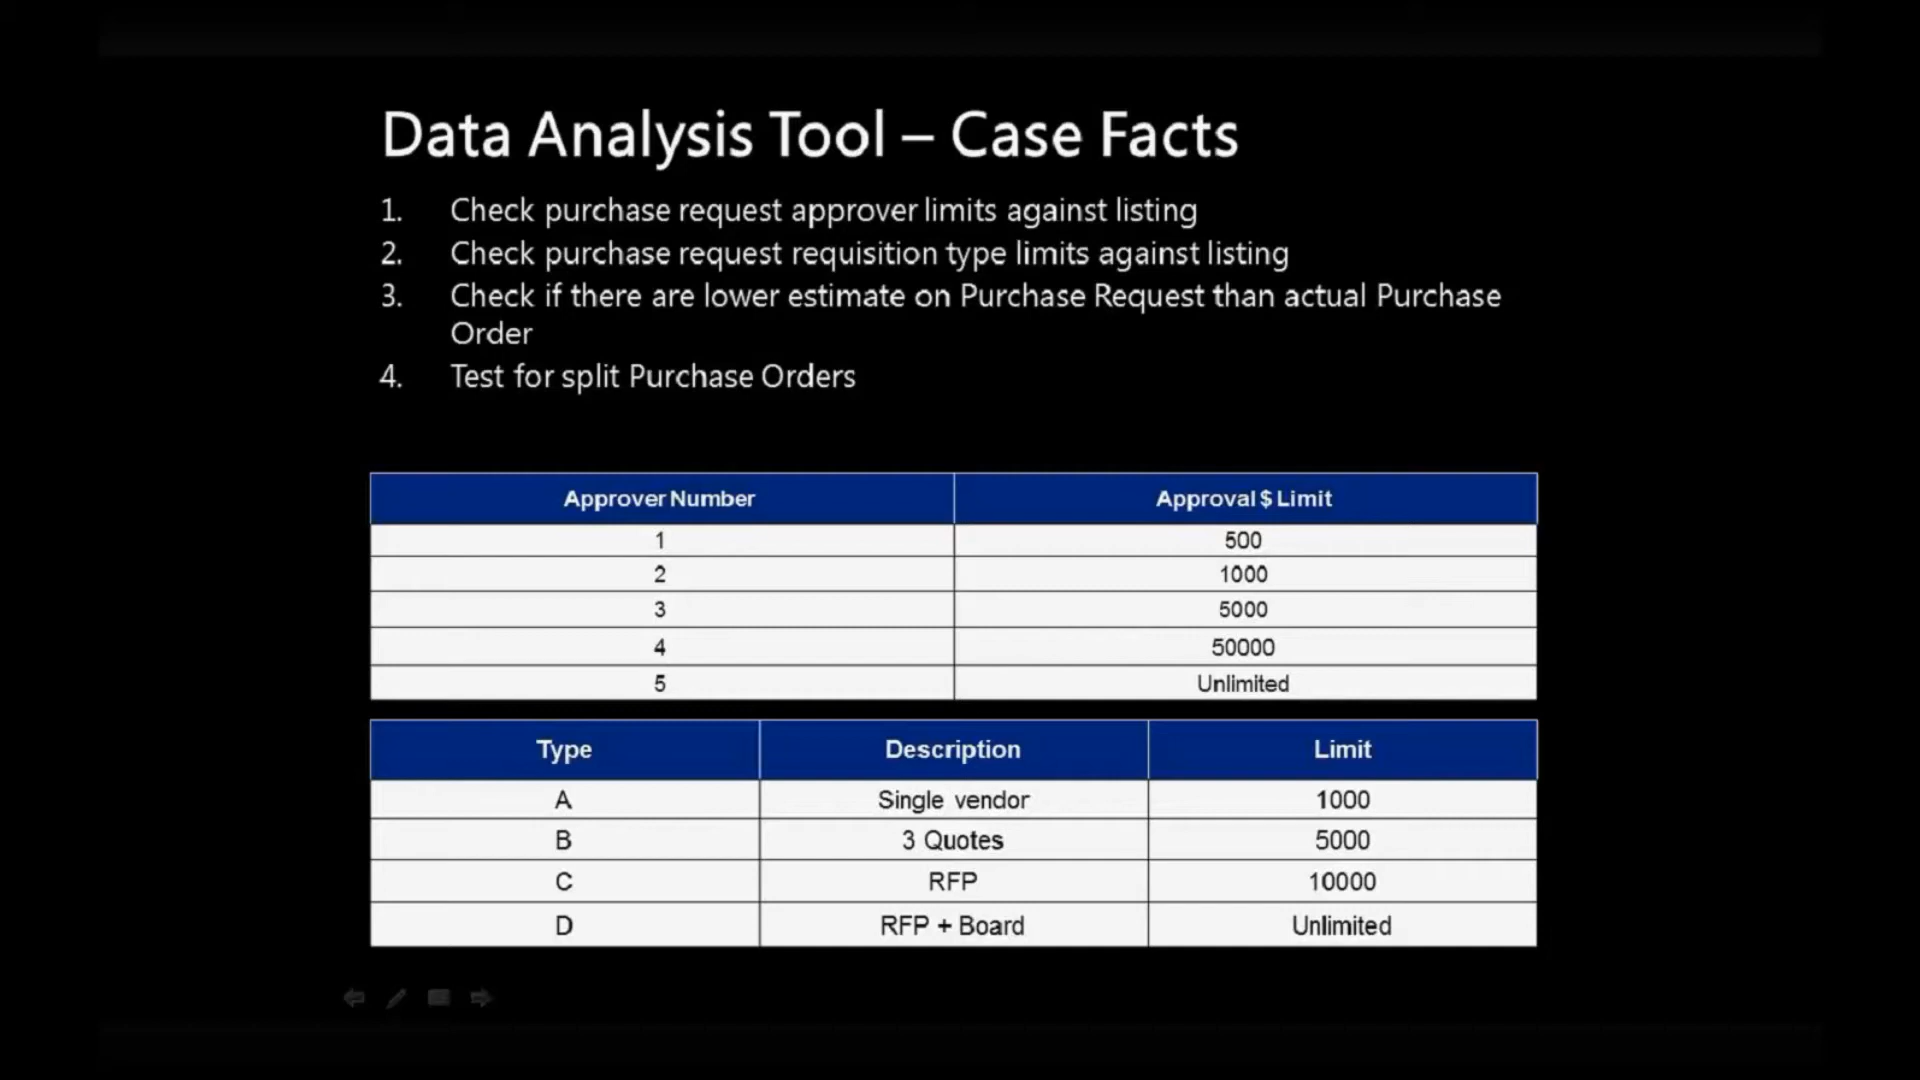 Data Analysis Tool – Case Facts
1. Check purchase request approver limits against listing
2. Check purchase request requisition type limits against listing
3. Check if there are lower estimate on Purchase Request than actual Purchase
Order
4. Test for split Purchase Orders
Approver Number Approval $ Limit
1 500
2 1000
3 5000
4 50000
5 Unlimited
Type Description Limit
A Single vendor 1000
B 3 Quotes 5000
C RFP 10000
D RFP + Board Unlimited